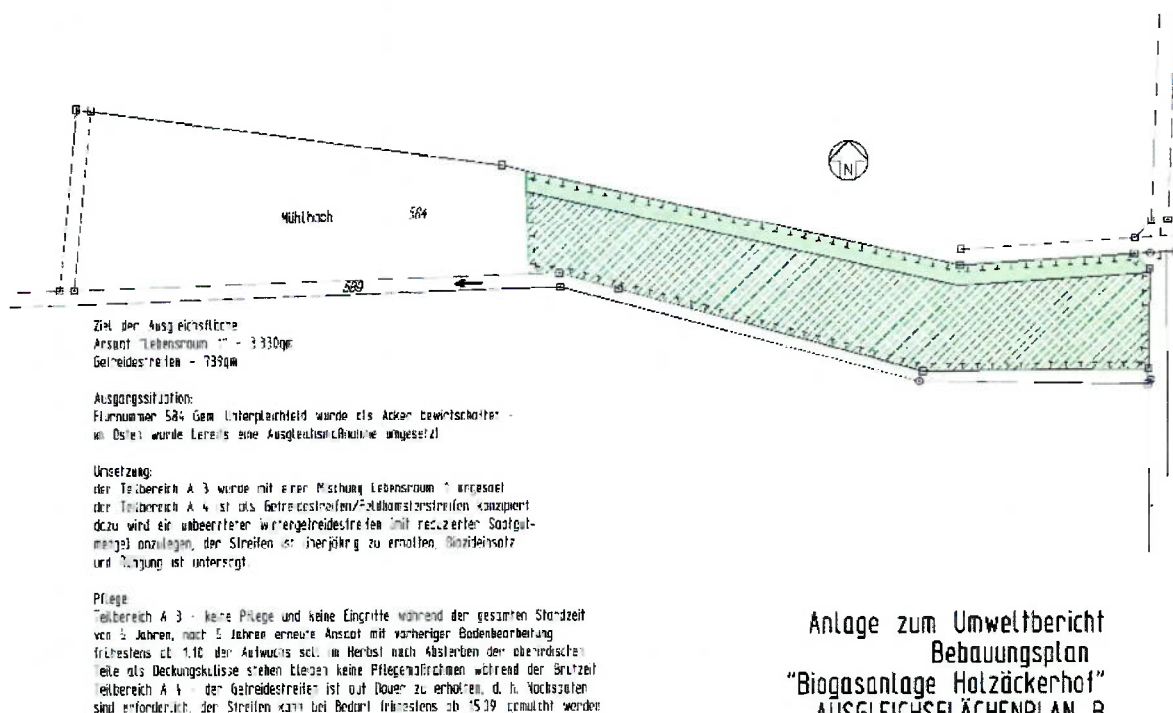 Mühlbach 584
N
L
589
Ziel der Ausgleichsfläche
Ansaat "Lebensraum 1" - 3.330qm
Getreidestreifen - 739qm
Ausgangssituation:
Flurnummer 584 Gem Unterpleichfeld wurde als Acker bewirtschaftet -
im Osten wurde bereits eine Ausgleichsmaßnahme umgesetzt
Umsetzung:
der Teilbereich A 3 wurde mit einer Mischung Lebensraum 1 angesaet
der Teilbereich A 4 ist als Getreidestreifen/Feldhamsterstreifen konzipiert
dazu wird ein unbeernteter Wintergetreidestreifen (mit reduzierter Saatgut-
menge) anzulegen, der Streifen ist überjährig zu erhalten, Biozideinsatz
und Düngung ist untersagt.
Pflege
Teilbereich A 3 - keine Pflege und keine Eingriffe während der gesamten Standzeit
von 5 Jahren, nach 5 Jahren erneute Ansaat mit vorheriger Bodenbearbeitung
frühestens ab 1.10. der Aufwuchs soll im Herbst nach Absterben der oberirdischen
Teile als Deckungskulisse stehen bleiben keine Pflegemaßnahmen während der Brutzeit
Teilbereich A 4 - der Getreidestreifen ist auf Dauer zu erhalten, d. h. Nachsaaten
sind erforderlich, der Streifen kann bei Bedarf frühestens ab 15.09. gemulcht werden
Anlage zum Umweltbericht
Bebauungsplan
"Biogasanlage Holzäckerhof"
AUSGLEICHSFLÄCHENPLAN B